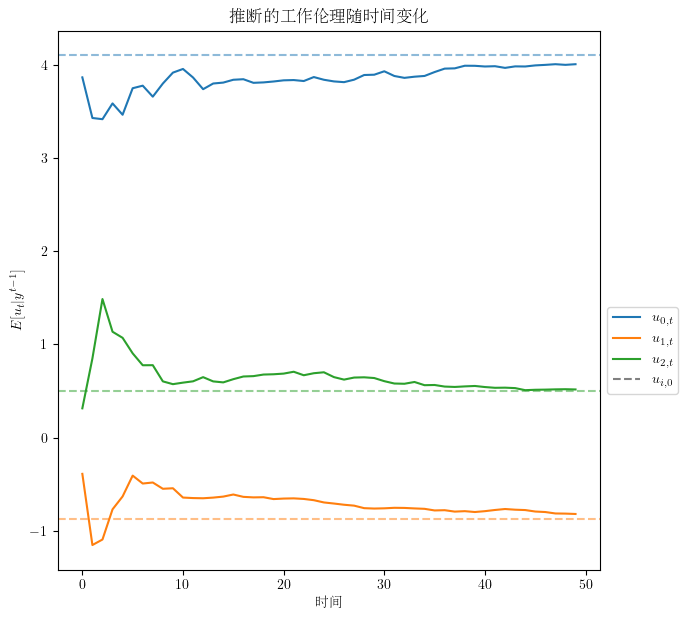 推断的工作伦理随时间变化
E[u_t|y^{t-1}]
4
3
2
1
0
−1
0 10 20 30 40 50
时间
u_{0,t}
u_{1,t}
u_{2,t}
u_{i,0}